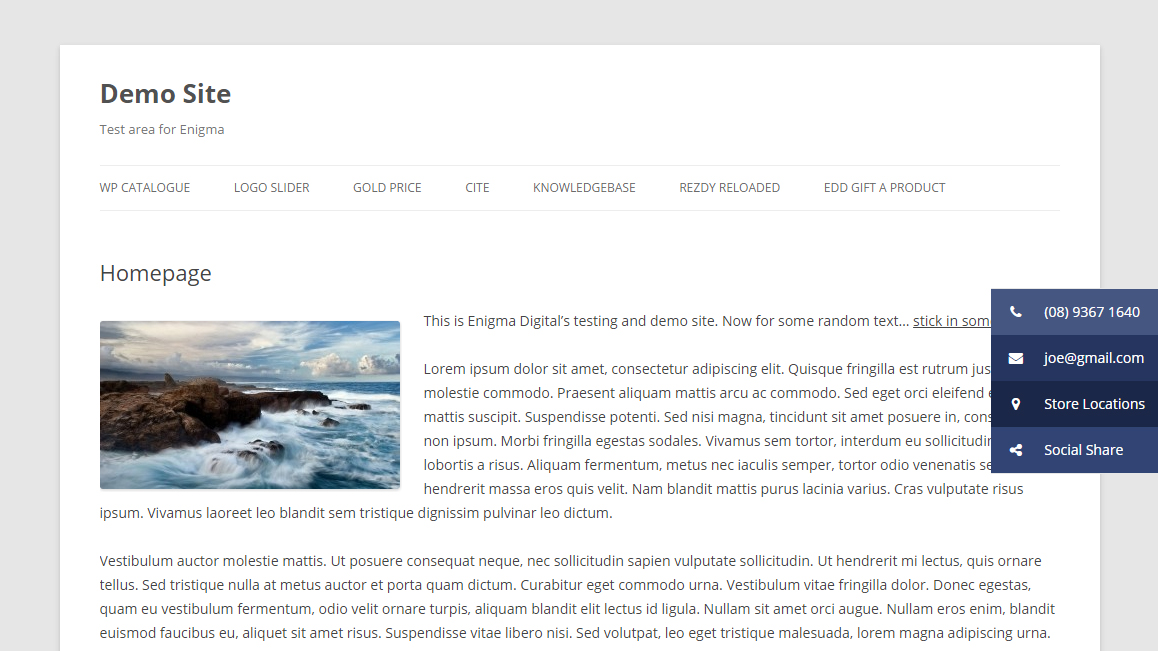 Demo Site
Test area for Enigma
WP CATALOGUE LOGO SLIDER GOLD PRICE CITE KNOWLEDGEBASE REZDY RELOADED EDD GIFT A PRODUCT
Homepage
This is Enigma Digital’s testing and demo site. Now for some random text… stick in
Lorem ipsum dolor sit amet, consectetur adipiscing elit. Quisque fringilla est rutrum
molestie commodo. Praesent aliquam mattis arcu ac commodo. Sed eget orci eleifend
mattis suscipit. Suspendisse potenti. Sed nisi magna, tincidunt sit amet posuere in,
non ipsum. Morbi fringilla egestas sodales. Vivamus sem tortor, interdum eu
lobortis a risus. Aliquam fermentum, metus nec iaculis semper, tortor odio venenatis
hendrerit massa eros quis velit. Nam blandit mattis purus lacinia varius. Cras vulputate risus
ipsum. Vivamus laoreet leo blandit sem tristique dignissim pulvinar leo dictum.
Vestibulum auctor molestie mattis. Ut posuere consequat neque, nec sollicitudin sapien vulputate sollicitudin. Ut hendrerit mi lectus, quis ornare
tellus. Sed tristique nulla at metus auctor et porta quam dictum. Curabitur eget commodo urna. Vestibulum vitae fringilla dolor. Donec egestas,
quam eu vestibulum fermentum, odio velit ornare turpis, aliquam blandit elit lectus id ligula. Nullam sit amet orci augue. Nullam eros enim, blandit
euismod faucibus eu, aliquet sit amet risus. Suspendisse vitae libero nisi. Sed volutpat, leo eget tristique malesuada, lorem magna adipiscing urna.
(08) 9367 1640
joe@gmail.com
Store Locations
Social Share